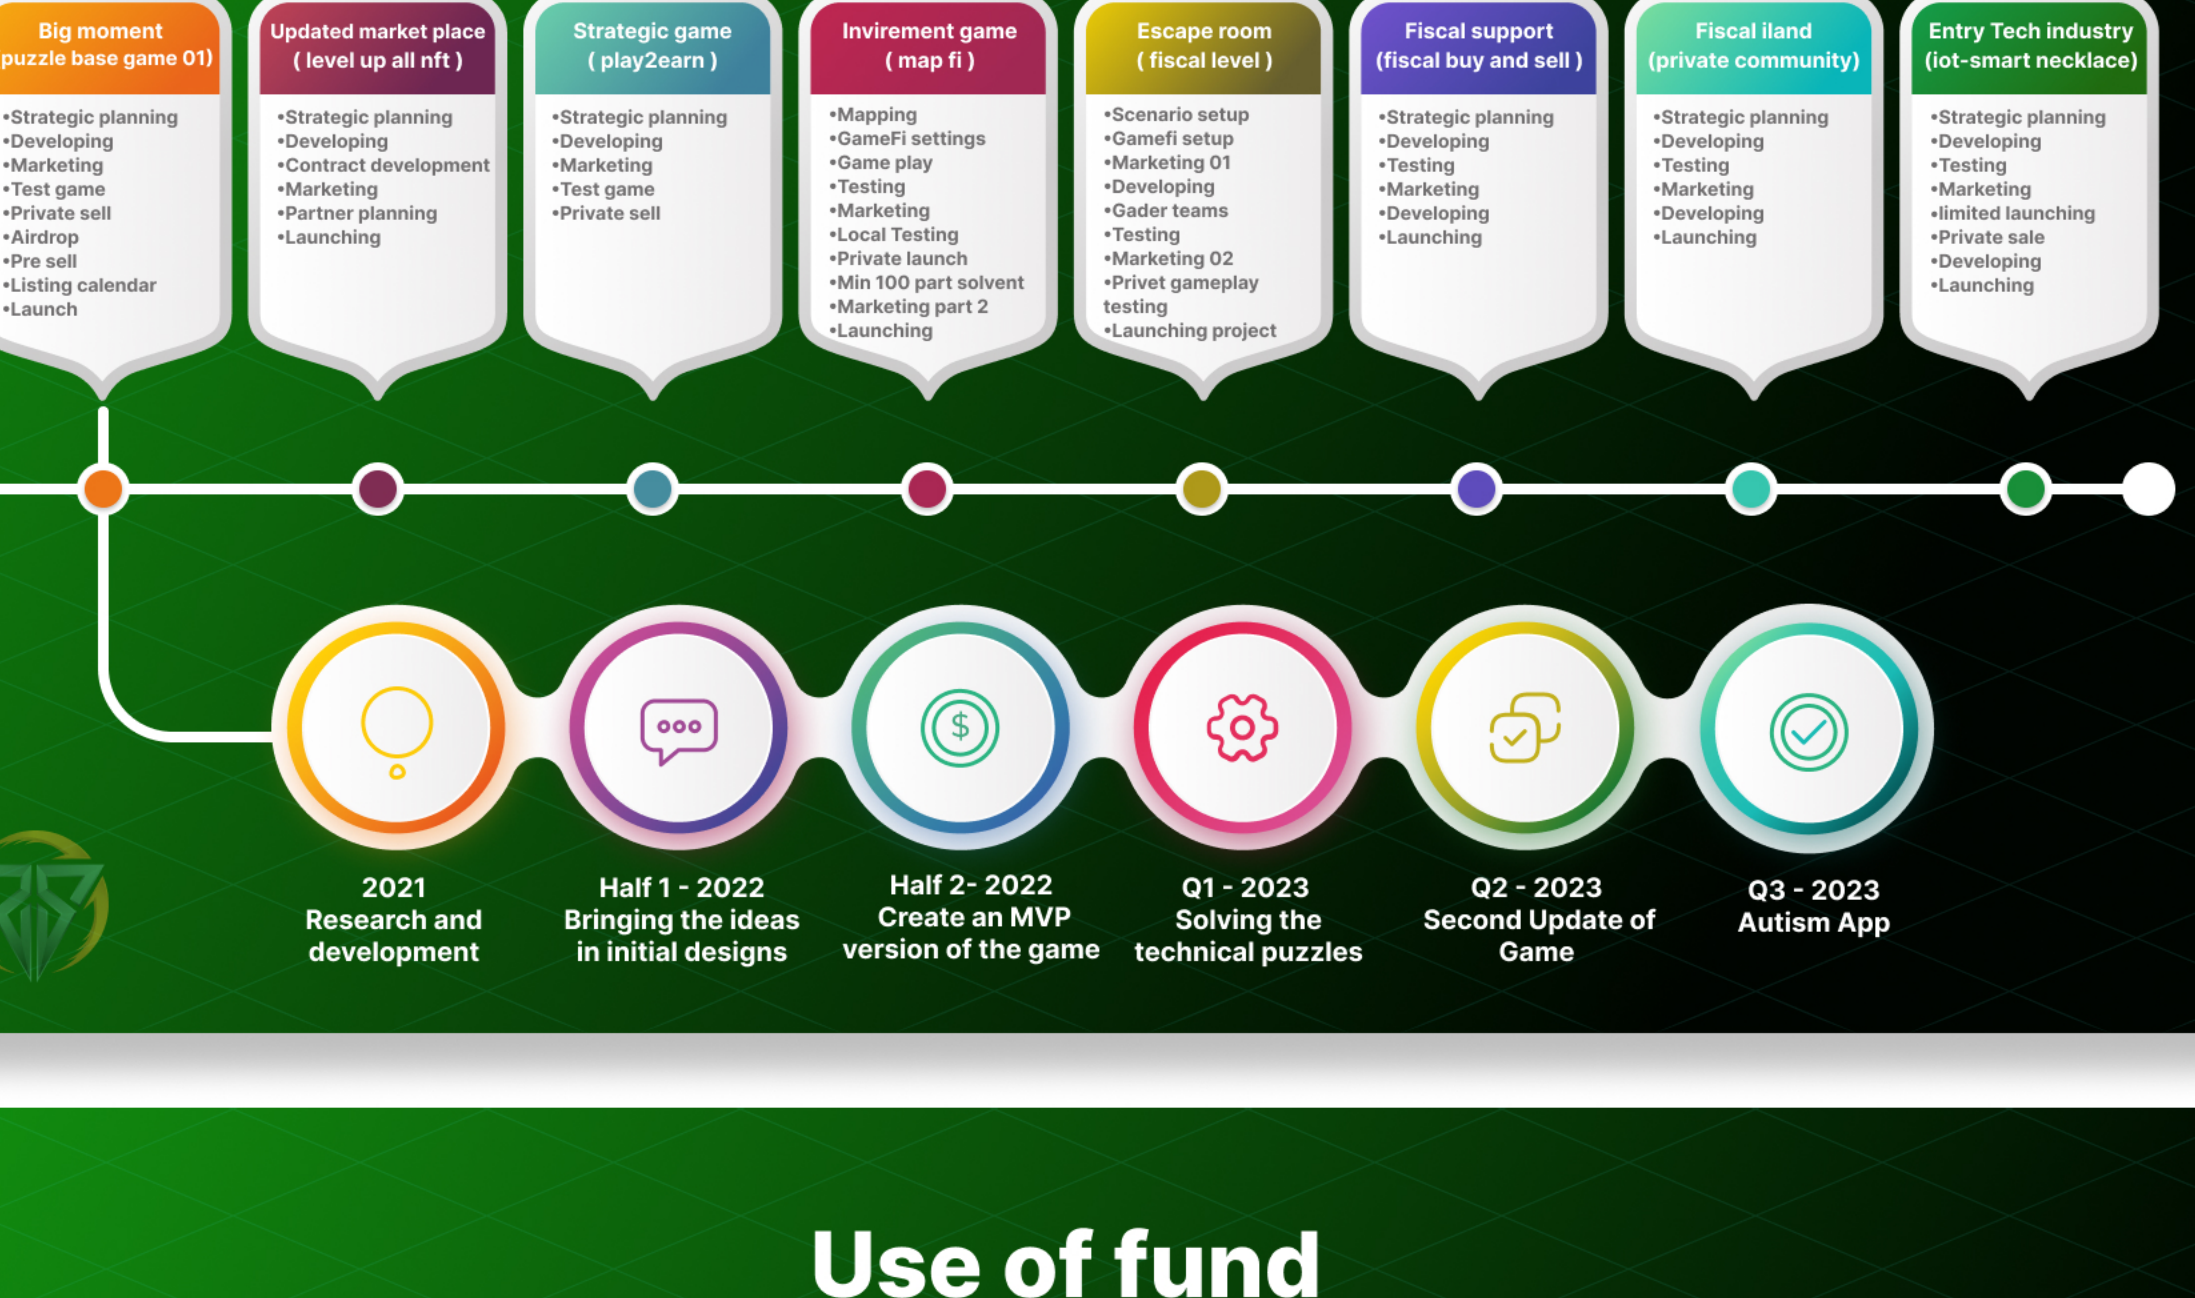 Big moment
puzzle base game 01)
•Strategic planning
•Developing
•Marketing
•Test game
•Private sell
•Airdrop
•Pre sell
•Listing calendar
•Launch
Updated market place
( level up all nft )
•Strategic planning
•Developing
•Contract development
•Marketing
•Partner planning
•Launching
Strategic game
( play2earn )
•Strategic planning
•Developing
•Marketing
•Test game
•Private sell
Invirement game
( map fi )
•Mapping
•GameFi settings
•Game play
•Testing
•Marketing
•Local Testing
•Private launch
•Min 100 part solvent
•Marketing part 2
•Launching
Escape room
( fiscal level )
•Scenario setup
•Gamefi setup
•Marketing 01
•Developing
•Gader teams
•Testing
•Marketing 02
•Privet gameplay
testing
•Launching project
Fiscal support
(fiscal buy and sell )
•Strategic planning
•Developing
•Testing
•Marketing
•Developing
•Launching
Fiscal iland
(private community)
•Strategic planning
•Developing
•Testing
•Marketing
•Developing
•Launching
Entry Tech industry
(iot-smart necklace)
•Strategic planning
•Developing
•Testing
•Marketing
•limited launching
•Private sale
•Developing
•Launching
$
2021
Research and
development
Half 1 - 2022
Bringing the ideas
in initial designs
Half 2- 2022
Create an MVP
version of the game
Q1 - 2023
Solving the
technical puzzles
Q2 - 2023
Second Update of
Game
Q3 - 2023
Autism App
Use of fund